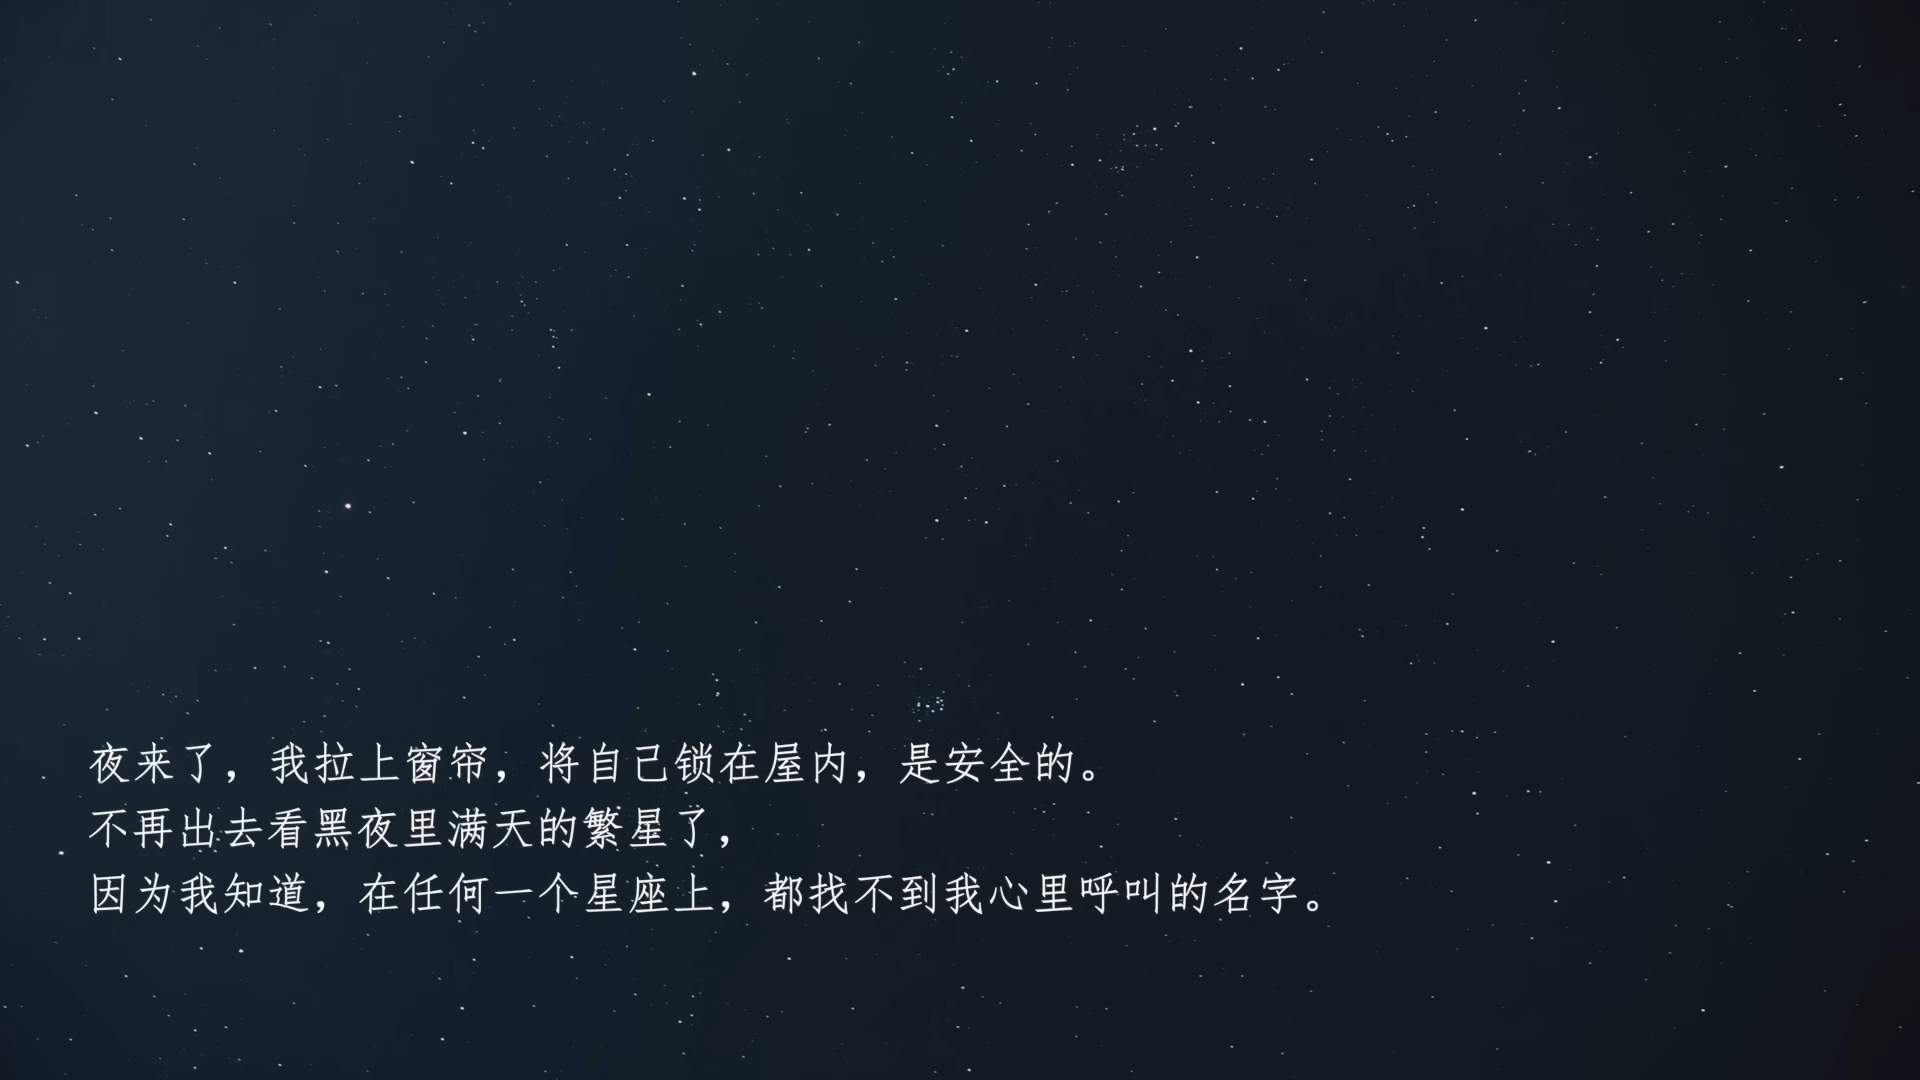 夜来了，我拉上窗帘，将自己锁在屋内，是安全的。
不再出去看黑夜里满天的繁星了，
因为我知道，在任何一个星座上，都找不到我心里呼叫的名字。